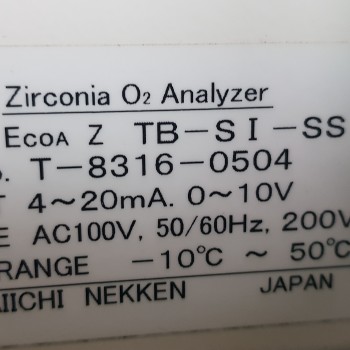 Zirconia O2 Analyzer
ECOA Z TB-SI-SS
. T-8316-0504
T 4~20mA. 0~10V
E AC100V, 50/60Hz, 200V
RANGE -10℃ ~ 50℃
IICHI NEKKEN JAPAN